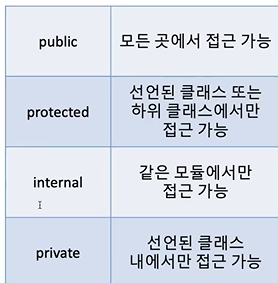 public
모든 곳에서 접근 가능
protected
선언된 클래스 또는
하위 클래스에서만
접근 가능
internal
같은 모듈에서만
접근 가능
private
선언된 클래스
내에서만 접근 가능